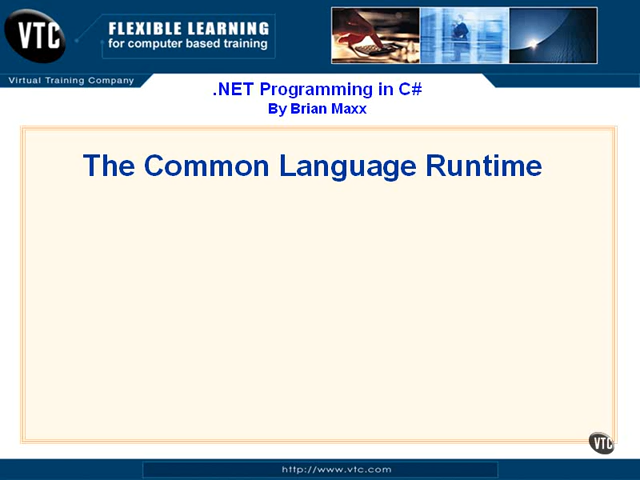 VTC
FLEXIBLE LEARNING
for computer based training
Virtual Training Company
.NET Programming in C#
By Brian Maxx
The Common Language Runtime
VTC
http://www.vtc.com